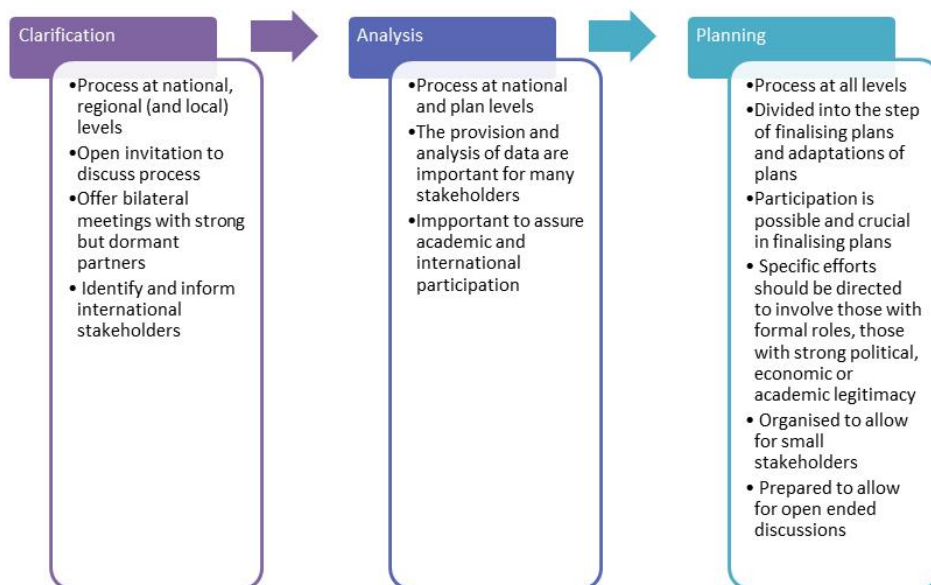 Clarification
•Process at national,
regional (and local)
levels
•Open invitation to
discuss process
•Offer bilateral
meetings with strong
but dormant
partners
• Identify and inform
international
stakeholders
Analysis
•Process at national
and plan levels
•The provision and
analysis of data are
important for many
stakeholders
•Impportant to assure
academic and
international
participation
Planning
•Process at all levels
•Divided into the step
of finalising plans
and adaptations of
plans
•Participation is
possible and crucial
in finalising plans
• Specific efforts
should be directed
to involve those with
formal roles, those
with strong political,
economic or
academic legitimacy
• Organised to allow
for small
stakeholders
• Prepared to allow
for open ended
discussions